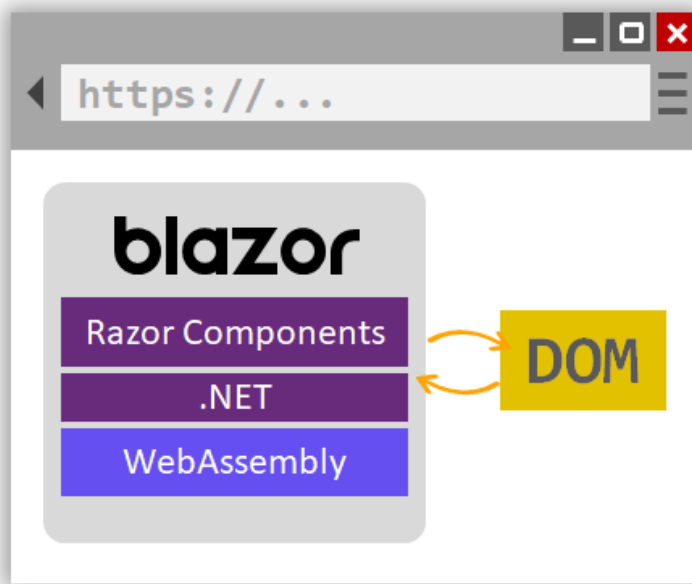 https://...
blazor
Razor Components
.NET
WebAssembly
DOM